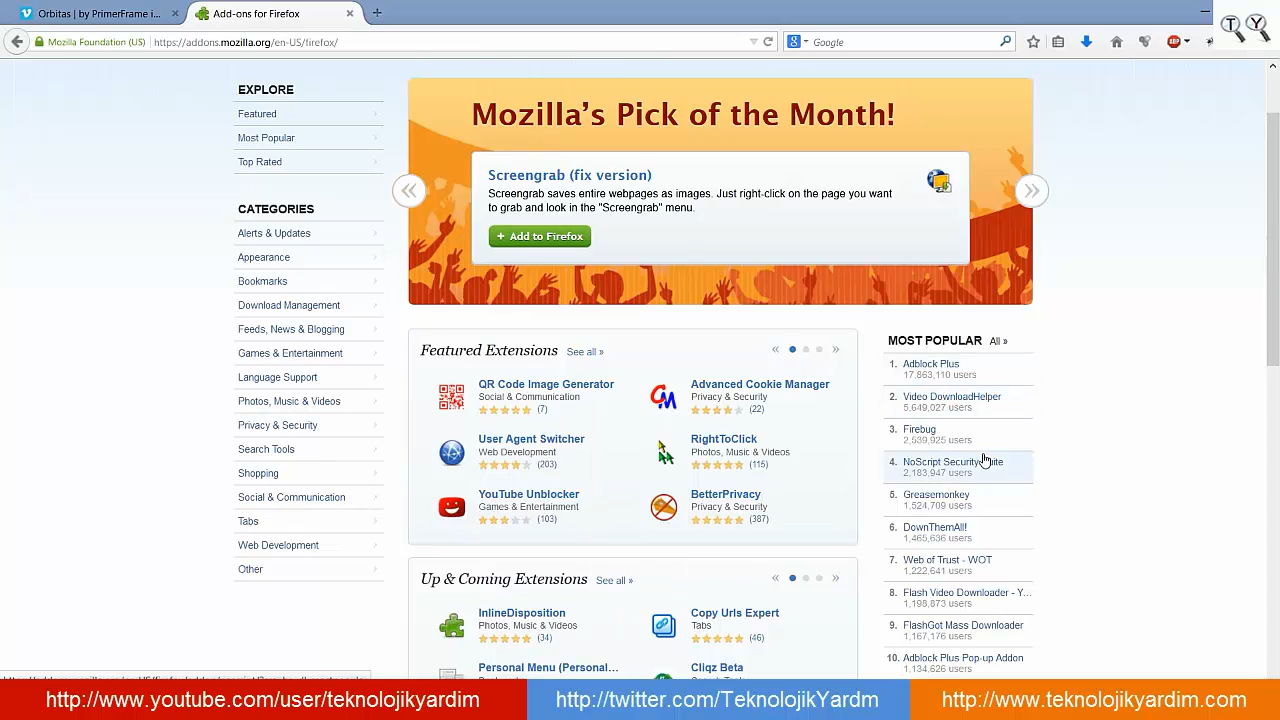 Orbitas | by PrimerFrame i...
Add-ons for Firefox
T Y
Mozilla Foundation (US)
https://addons.mozilla.org/en-US/firefox/
Google
ABP
EXPLORE
Featured
Most Popular
Top Rated
CATEGORIES
Alerts & Updates
Appearance
Bookmarks
Download Management
Feeds, News & Blogging
Games & Entertainment
Language Support
Photos, Music & Videos
Privacy & Security
Search Tools
Shopping
Social & Communication
Tabs
Web Development
Other
Mozilla's Pick of the Month!
Screengrab (fix version)
Screengrab saves entire webpages as images. Just right-click on the page you want
to grab and look in the "Screengrab" menu.
+ Add to Firefox
Featured Extensions See all »
QR Code Image Generator
Social & Communication
(7)
Advanced Cookie Manager
Privacy & Security
(22)
User Agent Switcher
Web Development
(203)
RightToClick
Photos, Music & Videos
(115)
YouTube Unblocker
Games & Entertainment
(103)
BetterPrivacy
Privacy & Security
(387)
Up & Coming Extensions See all »
InlineDisposition
Photos, Music & Videos
(34)
Copy Urls Expert
Tabs
(46)
Personal Menu (Personal...
Cliqz Beta
MOST POPULAR All »
1. Adblock Plus
17,863,110 users
2. Video DownloadHelper
5,649,027 users
3. Firebug
2,539,925 users
4. NoScript Security Suite
2,183,947 users
5. Greasemonkey
1,524,709 users
6. DownThemAll!
1,465,636 users
7. Web of Trust - WOT
1,222,641 users
8. Flash Video Downloader - Y...
1,198,873 users
9. FlashGot Mass Downloader
1,167,176 users
10. Adblock Plus Pop-up Addon
1,134,626 users
http://www.youtube.com/user/teknolojikyardim
http://twitter.com/TeknolojikYardm
http://www.teknolojikyardim.com